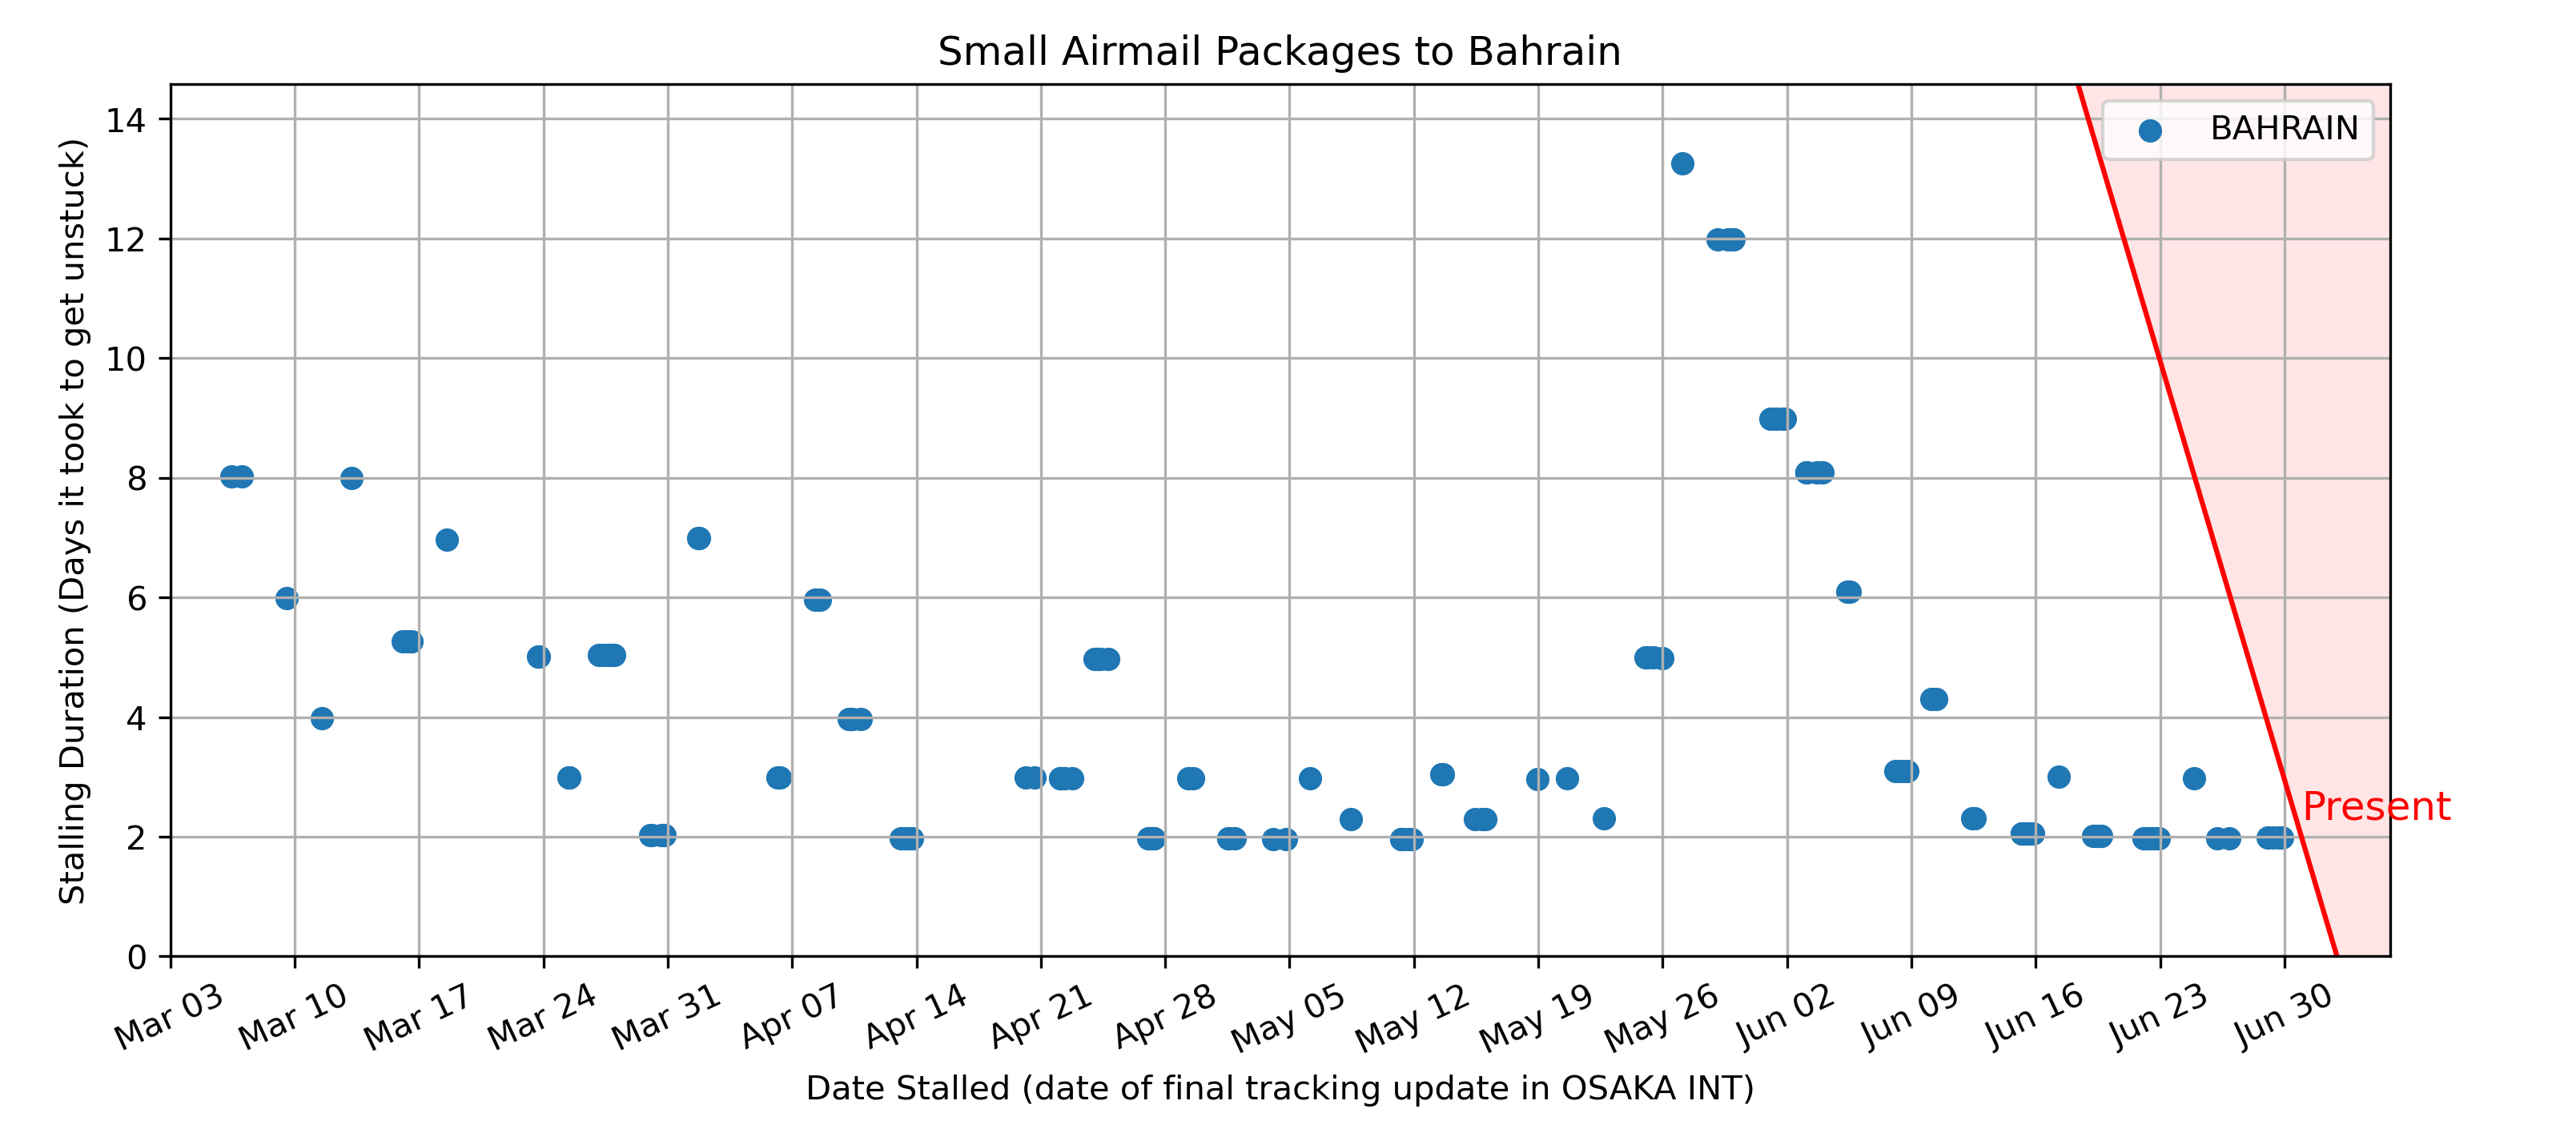 Small Airmail Packages to Bahrain
BAHRAIN
Stalling Duration (Days it took to get unstuck)
14
12
10
8
6
4
2
0
Present
Mar 03
Mar 10
Mar 17
Mar 24
Mar 31
Apr 07
Apr 14
Apr 21
Apr 28
May 05
May 12
May 19
May 26
Jun 02
Jun 09
Jun 16
Jun 23
Jun 30
Date Stalled (date of final tracking update in OSAKA INT)